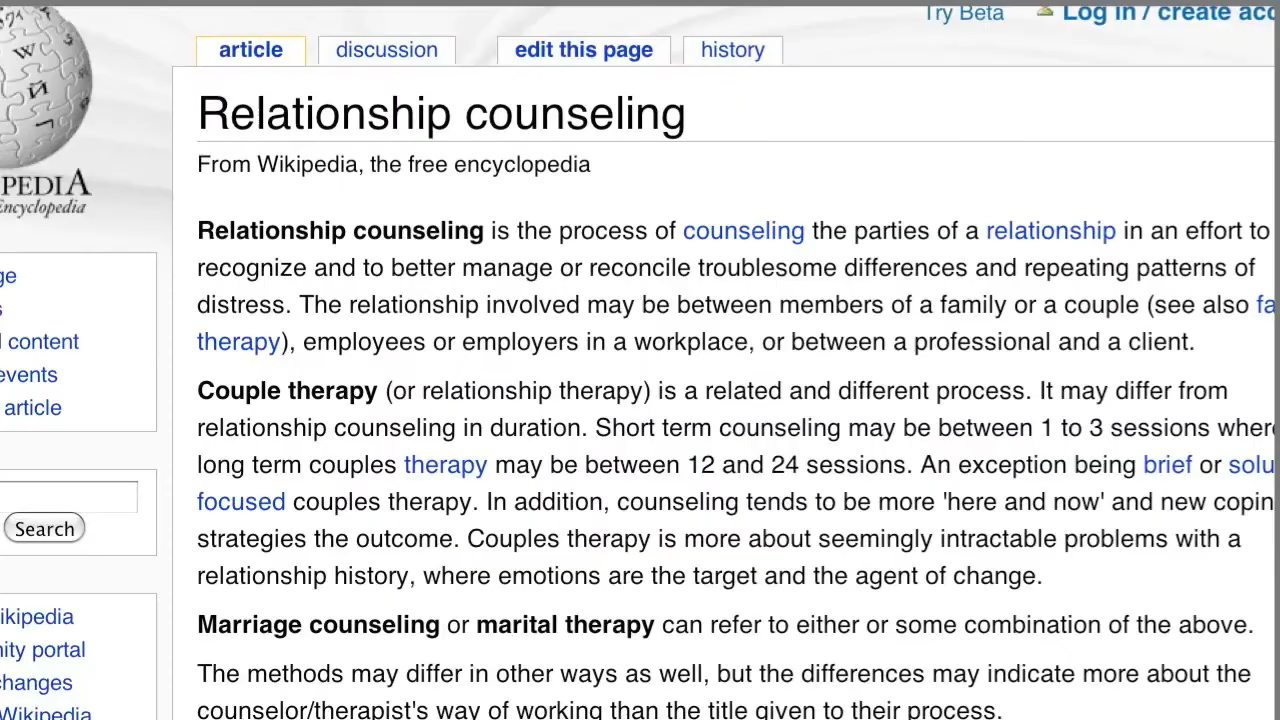 Try Beta
Log in / create acc
article
discussion
edit this page
history
PEDIA
Encyclopedia
Relationship counseling
From Wikipedia, the free encyclopedia
Relationship counseling is the process of counseling the parties of a relationship in an effort to
recognize and to better manage or reconcile troublesome differences and repeating patterns of
distress. The relationship involved may be between members of a family or a couple (see also fa
therapy), employees or employers in a workplace, or between a professional and a client.
Couple therapy (or relationship therapy) is a related and different process. It may differ from
relationship counseling in duration. Short term counseling may be between 1 to 3 sessions where
long term couples therapy may be between 12 and 24 sessions. An exception being brief or solu
focused couples therapy. In addition, counseling tends to be more 'here and now' and new copin
strategies the outcome. Couples therapy is more about seemingly intractable problems with a
relationship history, where emotions are the target and the agent of change.
Marriage counseling or marital therapy can refer to either or some combination of the above.
The methods may differ in other ways as well, but the differences may indicate more about the
counselor/therapist's way of working than the title given to their process.
ge
s
l content
events
article
Search
ikipedia
nity portal
changes
Wikipedia